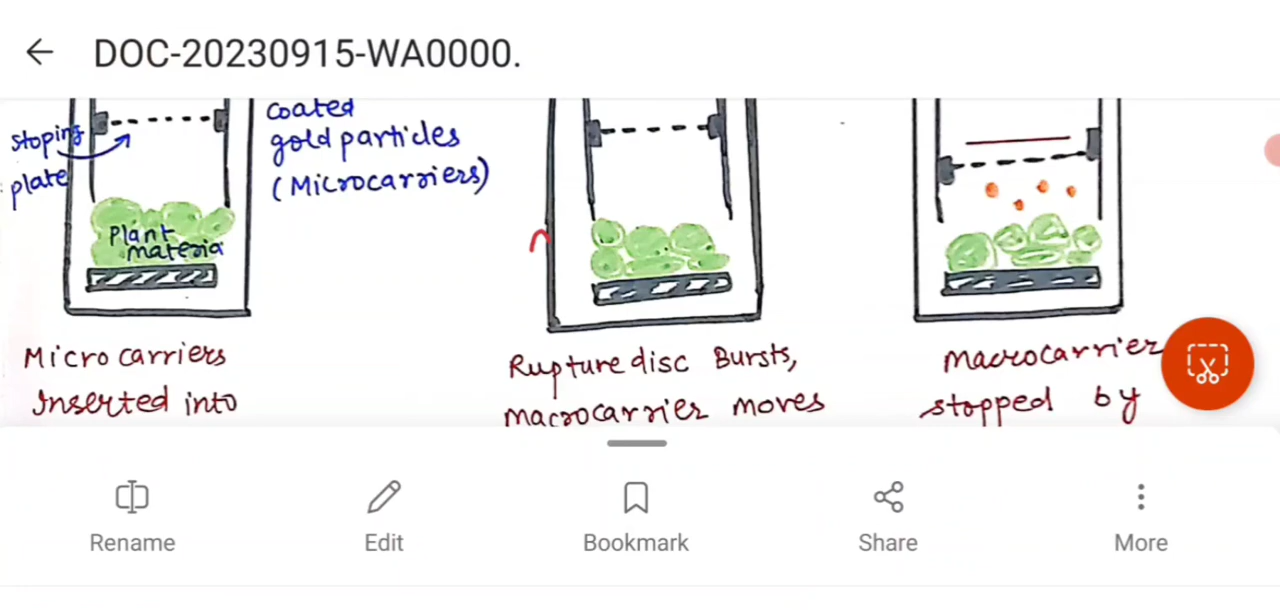 DOC-20230915-WA0000.
stoping
plate
coated
gold particles
(Microcarriers)
Plant
materia
Micro carriers
Inserted into
Rupture disc Bursts,
macrocarrier moves
Macrocarrier
stopped by
Rename
Edit
Bookmark
Share
More